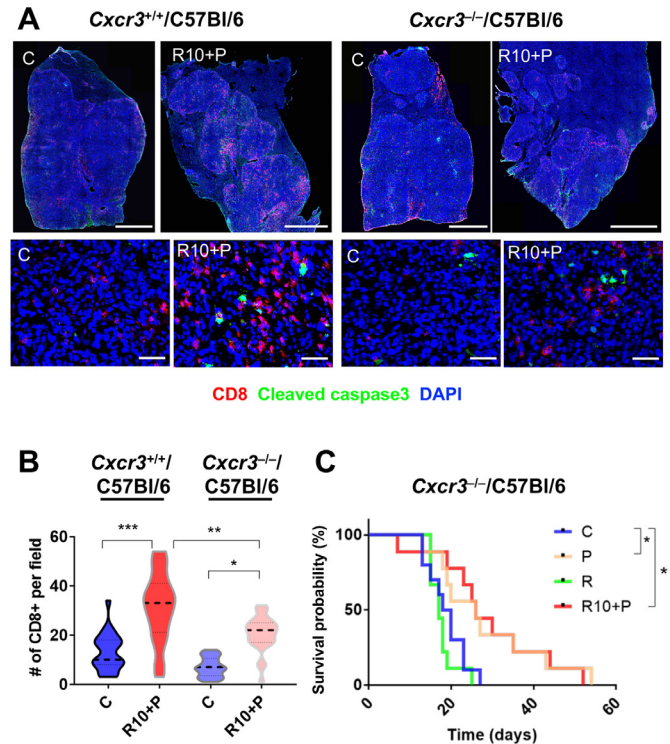 A
Cxcr3+/+/C57Bl/6
Cxcr3–/–/C57Bl/6
C
R10+P
C
R10+P
C
R10+P
C
R10+P
CD8 Cleaved caspase3 DAPI
B
Cxcr3+/+/
C57Bl/6
Cxcr3–/–/
C57Bl/6
# of CD8+ per field
60
40
20
0
***
**
*
C
R10+P
C
R10+P
C
Cxcr3–/–/C57Bl/6
Survival probability (%)
100
50
0
0
20
40
60
Time (days)
C
P
R
R10+P
*
*